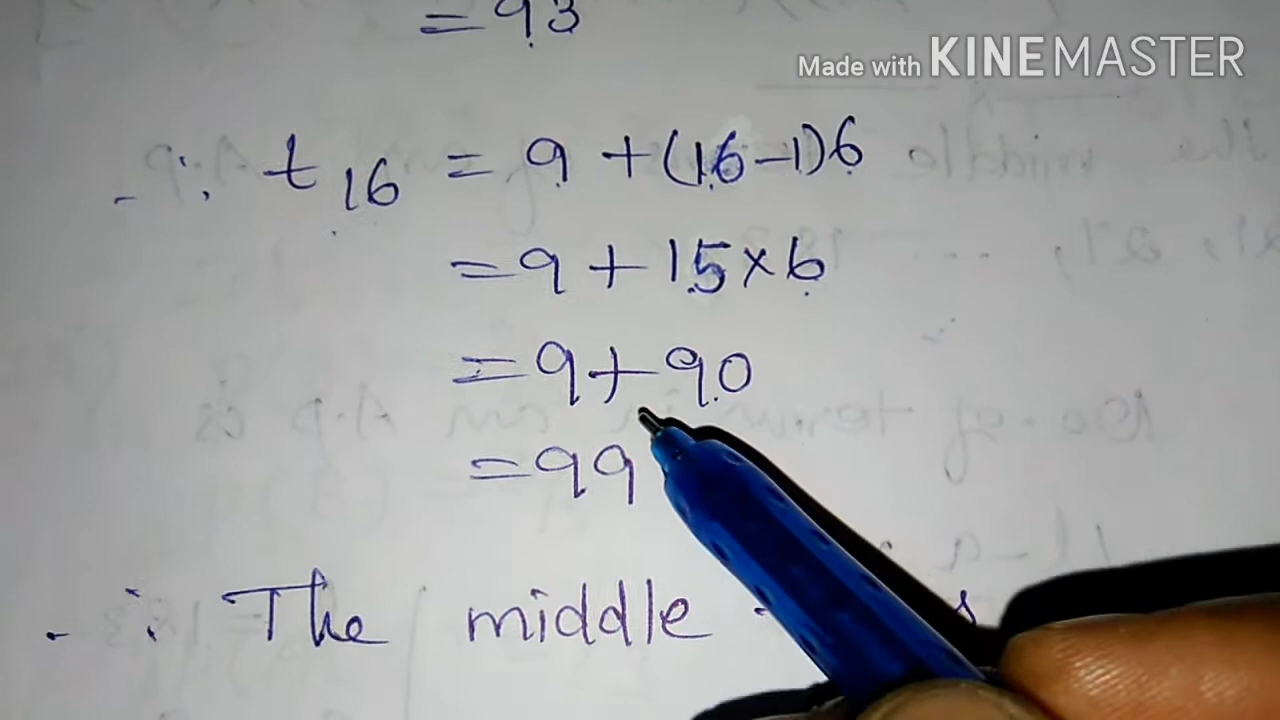 = 93
Made with KINEMASTER
∴ t₁₆ = 9 + (16-1)6
= 9 + 15 × 6
= 9 + 90
= 99
∴ The middle